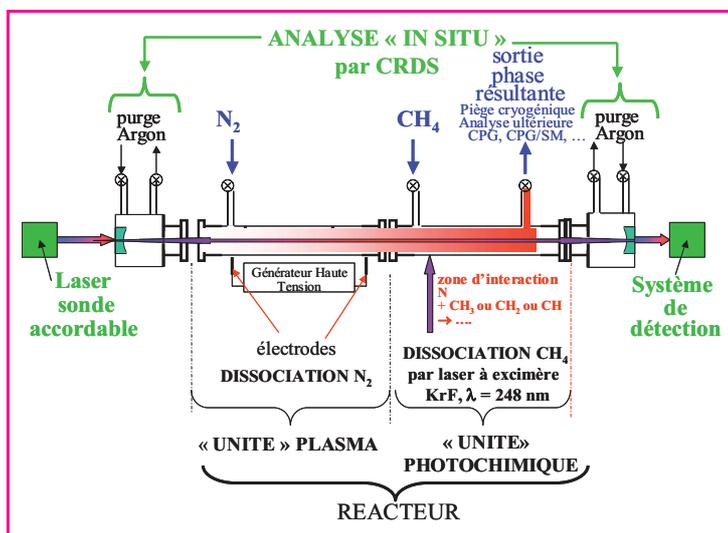 ANALYSE « IN SITU »
par CRDS
sortie
phase
résultante
Piège cryogénique
Analyse ultérieure
CPG, CPG/SM, ...
purge
Argon
N2
CH4
purge
Argon
Laser
sonde
accordable
Générateur Haute
Tension
zone d'interaction
N
+ CH3 ou CH2 ou CH
→ ....
Système
de
détection
électrodes
DISSOCIATION N2
DISSOCIATION CH4
par laser à excimère
KrF, λ = 248 nm
« UNITE » PLASMA
« UNITE»
PHOTOCHIMIQUE
REACTEUR